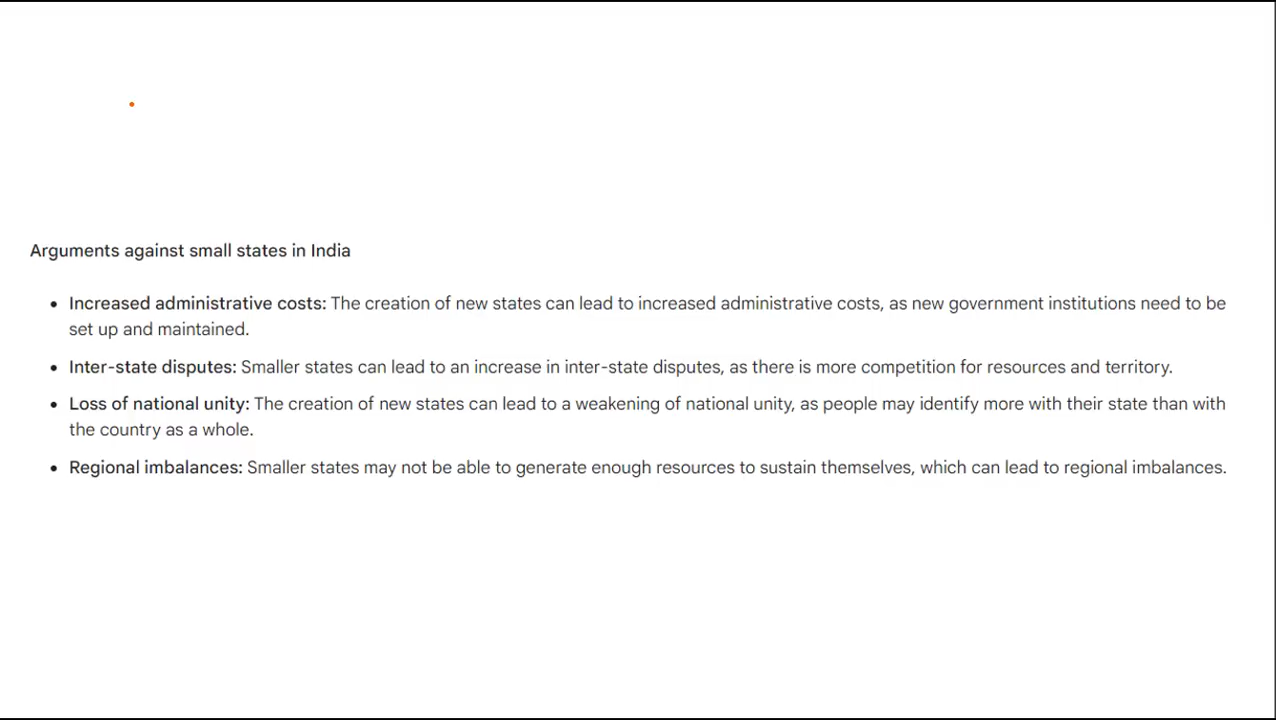 Arguments against small states in India
• Increased administrative costs: The creation of new states can lead to increased administrative costs, as new government institutions need to be
set up and maintained.
• Inter-state disputes: Smaller states can lead to an increase in inter-state disputes, as there is more competition for resources and territory.
• Loss of national unity: The creation of new states can lead to a weakening of national unity, as people may identify more with their state than with
the country as a whole.
• Regional imbalances: Smaller states may not be able to generate enough resources to sustain themselves, which can lead to regional imbalances.